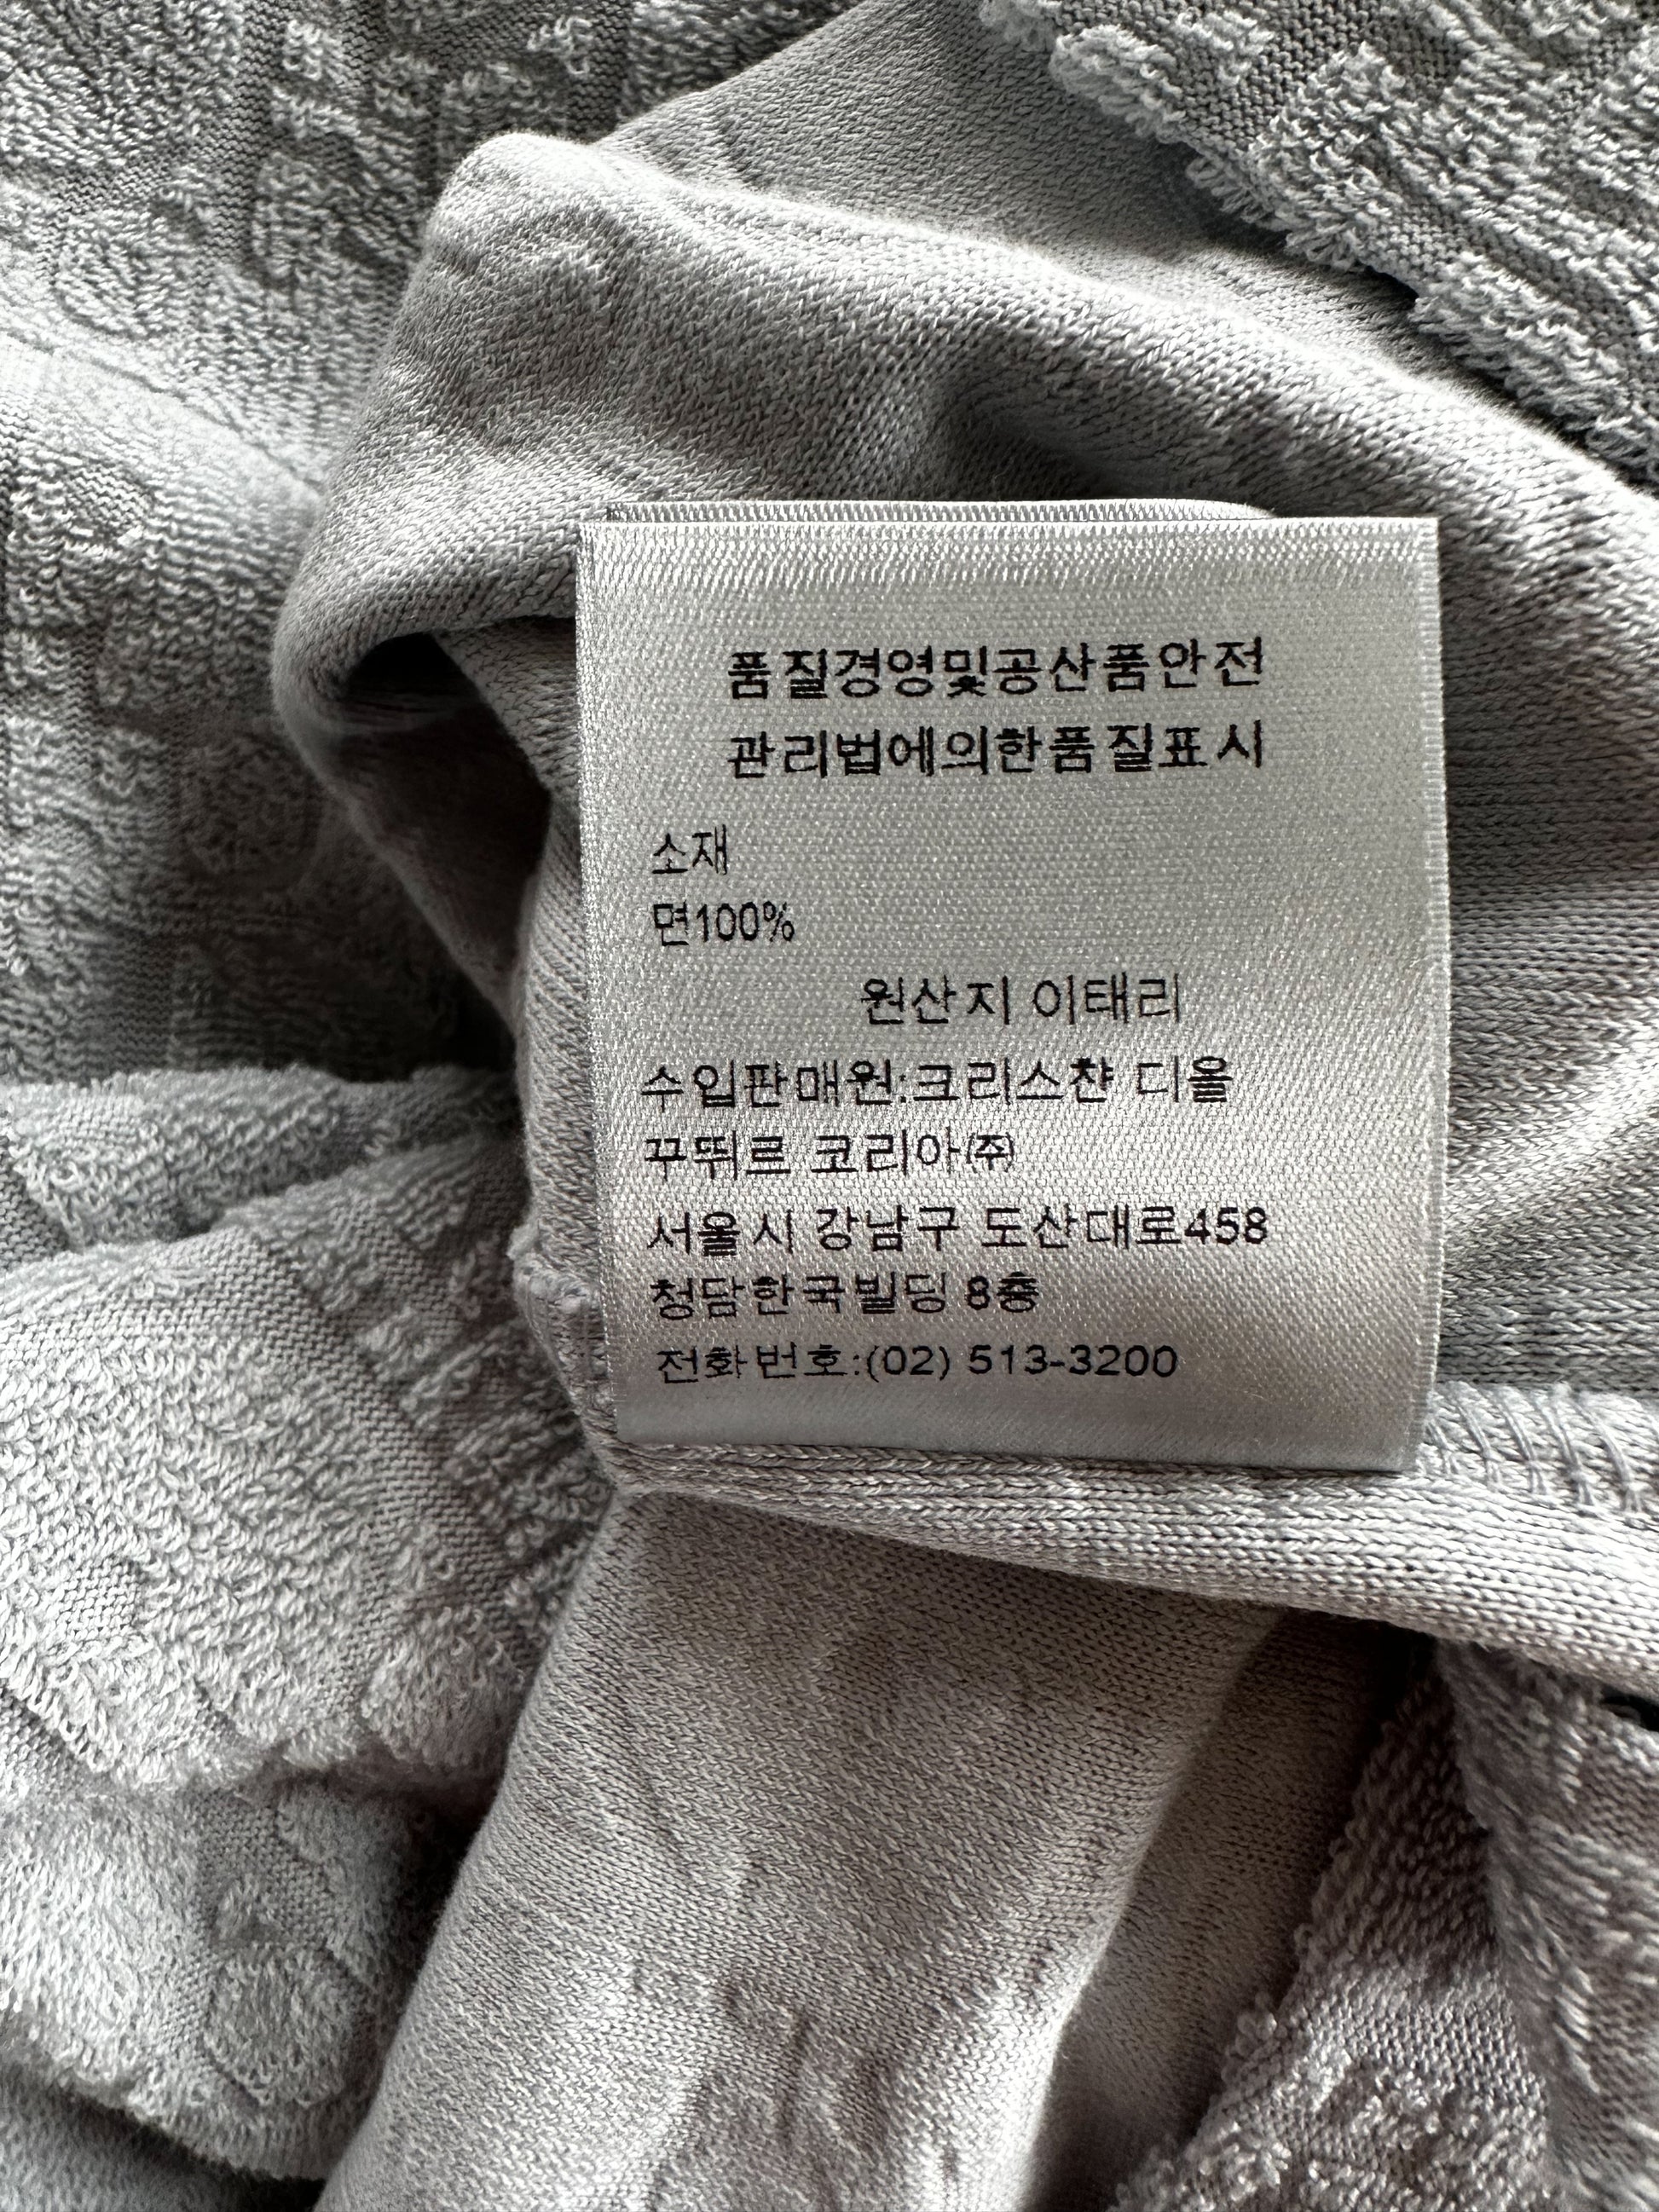 품질경영및공산품안전
관리법에의한품질표시
소재
면100%
원산지 이태리
수입판매원:크리스챤 디올
꾸뛰르 코리아㈜
서울시 강남구 도산대로458
청담한국빌딩 8층
전화번호:(02) 513-3200